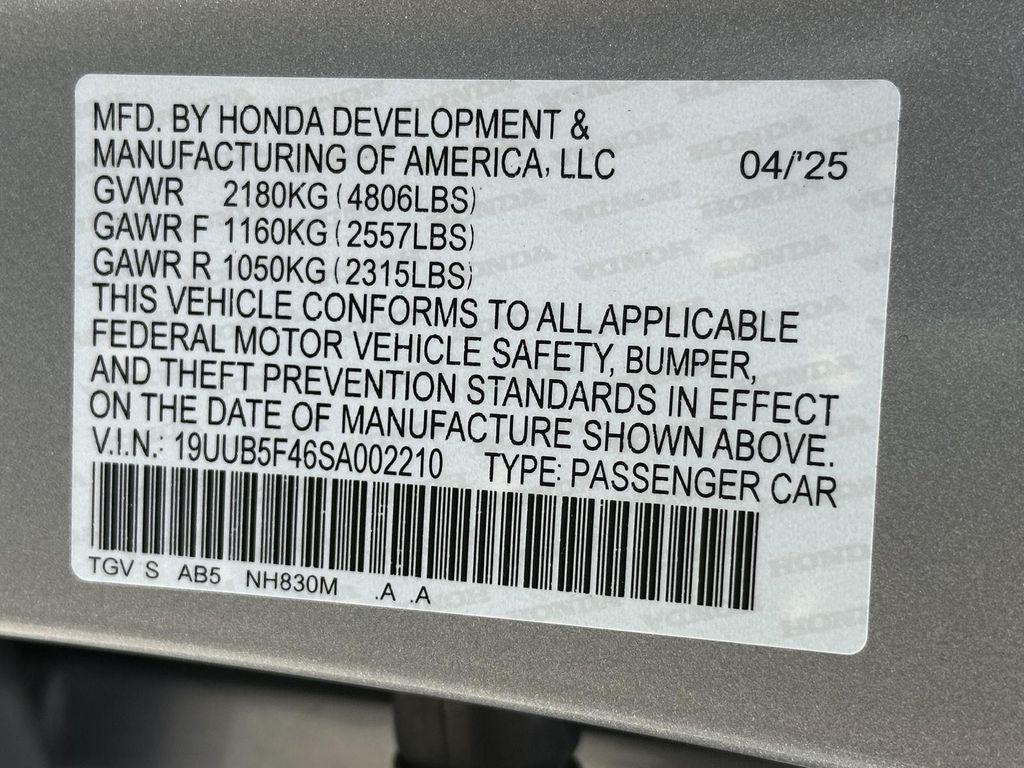 MFD. BY HONDA DEVELOPMENT &
MANUFACTURING OF AMERICA, LLC 04/'25
GVWR 2180KG (4806LBS)
GAWR F 1160KG (2557LBS)
GAWR R 1050KG (2315LBS)
THIS VEHICLE CONFORMS TO ALL APPLICABLE
FEDERAL MOTOR VEHICLE SAFETY, BUMPER,
AND THEFT PREVENTION STANDARDS IN EFFECT
ON THE DATE OF MANUFACTURE SHOWN ABOVE.
V.I.N.: 19UUB5F46SA002210 TYPE: PASSENGER CAR
TGV S AB5 NH830M .A .A